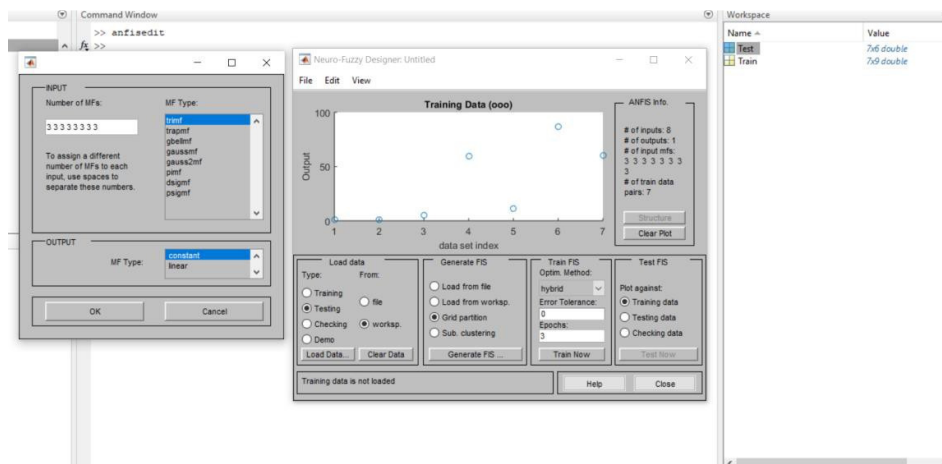 Command Window
>> anfisedit
fx >>
Workspace
Name
Value
Test
7x6 double
Train
7x9 double
INPUT
Number of MFs:
MF Type:
3 3 3 3 3 3 3 3
trimf
trapmf
gbellmf
gaussmf
gauss2mf
pimf
dsigmf
psigmf
To assign a different
number of MFs to each
input, use spaces to
separate these numbers.
OUTPUT
MF Type:
constant
linear
OK
Cancel
Neuro-Fuzzy Designer: Untitled
File Edit View
Training Data (ooo)
100
50
0
Output
1 2 3 4 5 6 7
data set index
ANFIS Info.
# of inputs: 8
# of outputs: 1
# of input mfs:
3 3 3 3 3 3 3
3
# of train data
pairs: 7
Structure
Clear Plot
Load data
Type:
From:
Training
Testing
Checking
Demo
file
worksp.
Load Data...
Clear Data
Generate FIS
Load from file
Load from worksp.
Grid partition
Sub. clustering
Generate FIS ...
Train FIS
Optim. Method:
hybrid
Error Tolerance:
0
Epochs:
3
Train Now
Test FIS
Plot against:
Training data
Testing data
Checking data
Test Now
Training data is not loaded
Help
Close